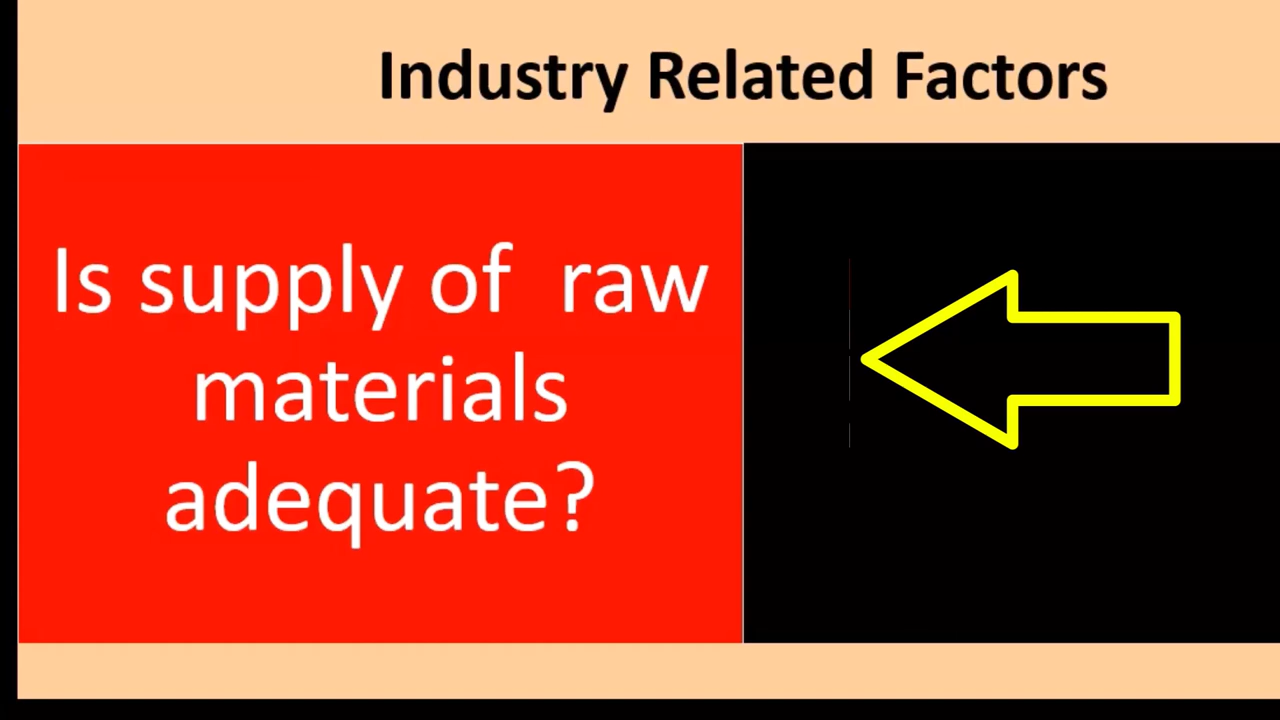 Industry Related Factors
Is supply of raw
materials
adequate?